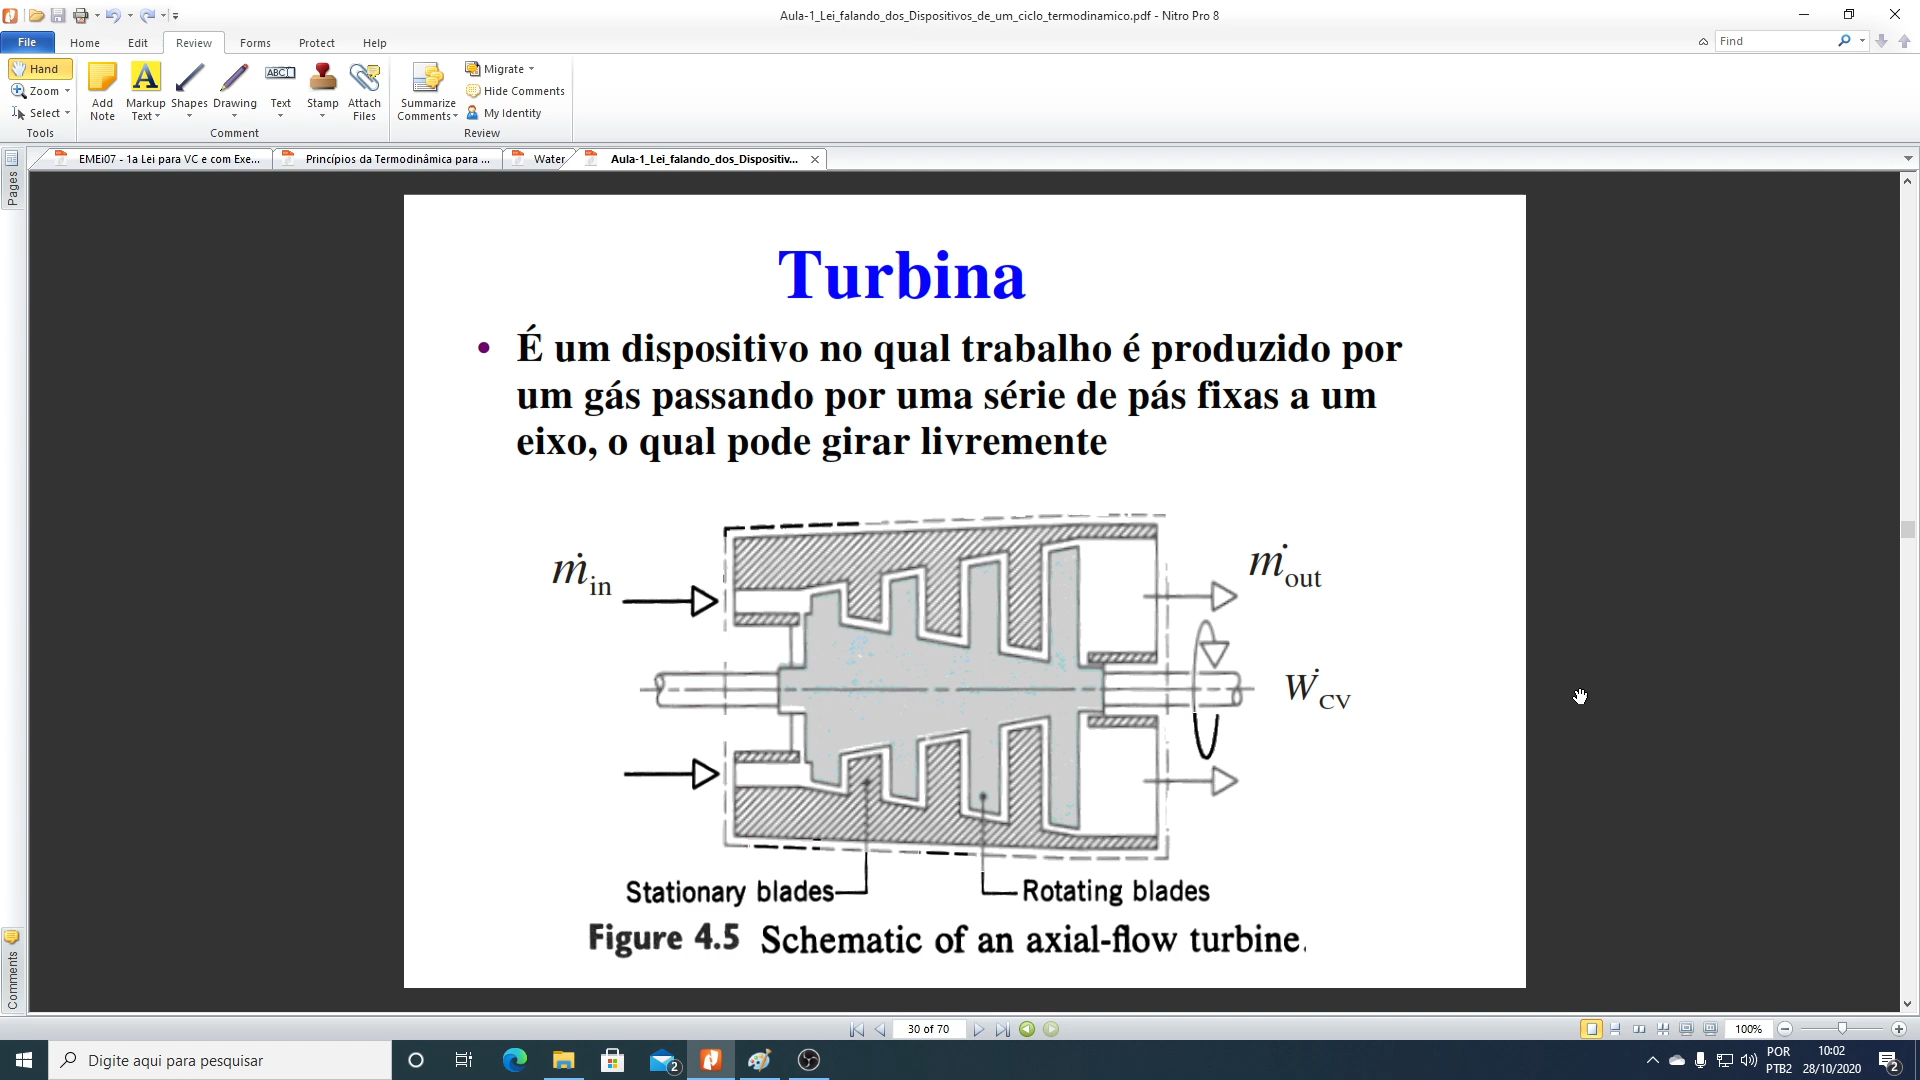 Aula-1_Lei_falando_dos_Dispositivos_de_um_ciclo_termodinamico.pdf - Nitro Pro 8
File Home Edit Review Forms Protect Help
Find
Hand
Zoom
Select
Tools
Add Note
Markup Text
Shapes
Drawing
ABC
Text
Stamp
Attach Files
Comment
Summarize Comments
Migrate
Hide Comments
My Identity
Review
EMEi07 - 1a Lei para VC e com Exe...
Princípios da Termodinâmica para ...
Water
Aula-1_Lei_falando_dos_Dispositiv...
Pages
Turbina
• É um dispositivo no qual trabalho é produzido por
um gás passando por uma série de pás fixas a um
eixo, o qual pode girar livremente
ṁin
ṁout
Ẇcv
Stationary blades
Rotating blades
Figure 4.5 Schematic of an axial-flow turbine.
Comments
30 of 70
100%
Digite aqui para pesquisar
2
POR
PTB2
10:02
28/10/2020
2